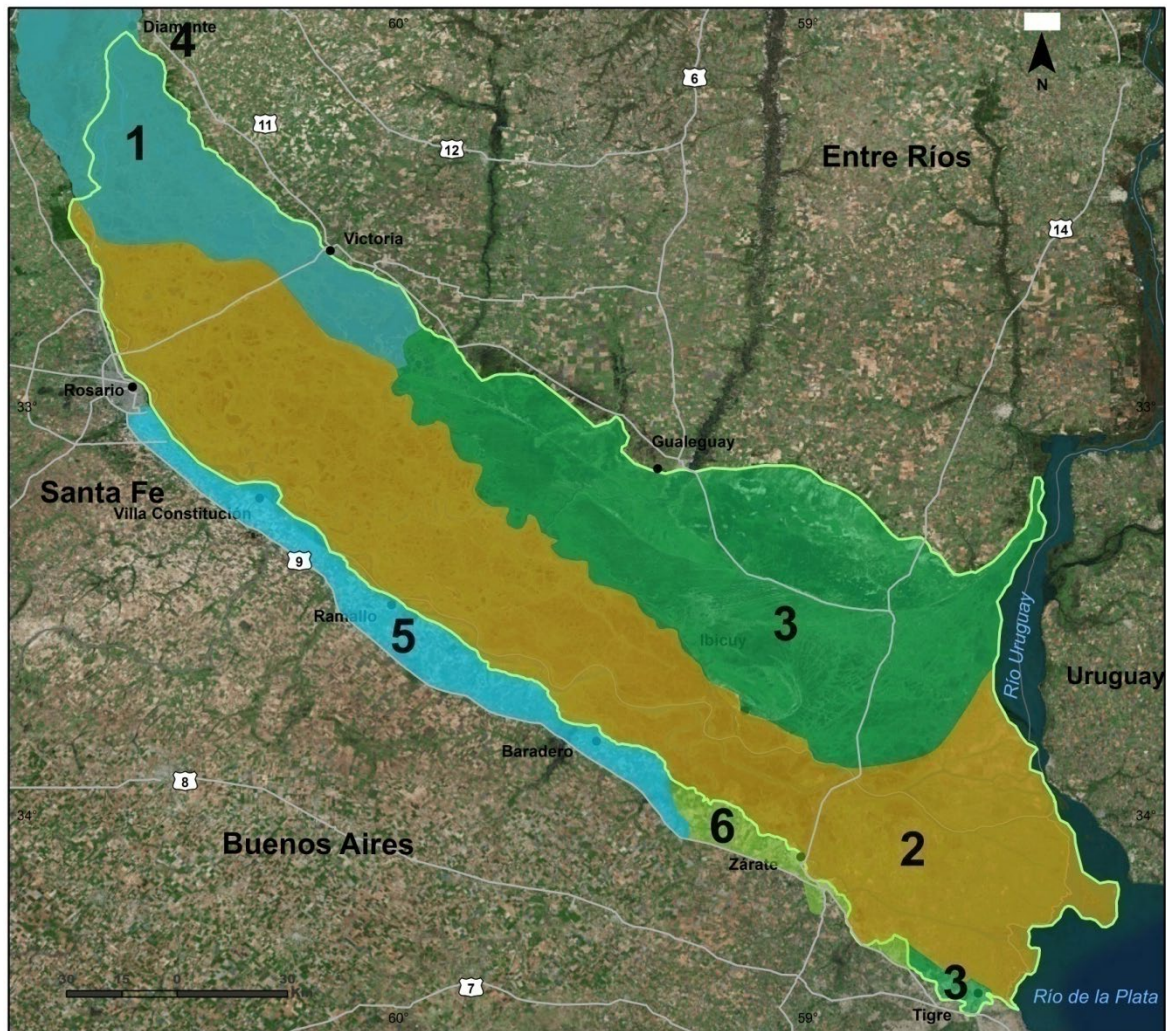 60°
59°
Diamante
4
N
6
11
1
12
Entre Ríos
14
Victoria
Rosario
33°
33°
Gualeguay
Santa Fe
Villa Constitución
9
Ramallo
5
3
Ibicuy
Río Uruguay
Uruguay
Baradero
8
34°
34°
6
2
Buenos Aires
Zárate
30 15 0 30
Km
7
3
Río de la Plata
60°
59°
Tigre